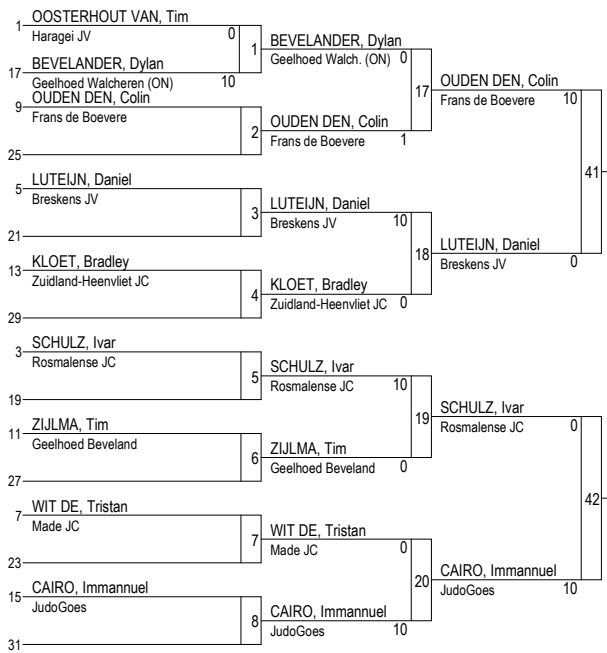 1 OOSTERHOUT VAN, Tim
Haragei JV 0
1
17 BEVELANDER, Dylan
Geelhoed Walcheren (ON) 10
9 OUDEN DEN, Colin
Frans de Boevere
2
25
5 LUTEIJN, Daniel
Breskens JV
3
21
13 KLOET, Bradley
Zuidland-Heenvliet JC
4
29
3 SCHULZ, Ivar
Rosmalense JC
5
19
11 ZIJLMA, Tim
Geelhoed Beveland
6
27
7 WIT DE, Tristan
Made JC
7
23
15 CAIRO, Immannuel
JudoGoes
8
31
BEVELANDER, Dylan
Geelhoed Walch. (ON) 0
17
OUDEN DEN, Colin
Frans de Boevere 1
LUTEIJN, Daniel
Breskens JV 10
18
KLOET, Bradley
Zuidland-Heenvliet JC 0
SCHULZ, Ivar
Rosmalense JC 10
19
ZIJLMA, Tim
Geelhoed Beveland 0
WIT DE, Tristan
Made JC 0
20
CAIRO, Immannuel
JudoGoes 10
OUDEN DEN, Colin
Frans de Boevere 10
41
LUTEIJN, Daniel
Breskens JV 0
SCHULZ, Ivar
Rosmalense JC 0
42
CAIRO, Immannuel
JudoGoes 10